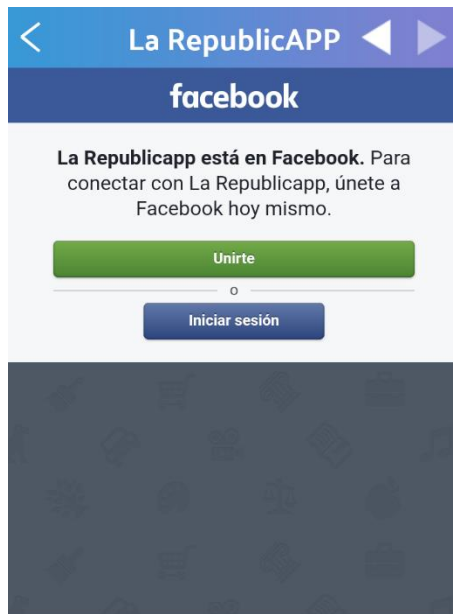 La RepublicAPP
facebook
La Republicapp está en Facebook. Para
conectar con La Republicapp, únete a
Facebook hoy mismo.
Unirte
o
Iniciar sesión